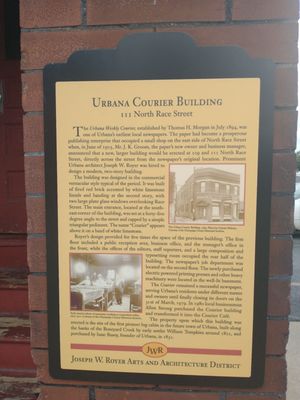 URBANA COURIER BUILDING
111 North Race Street
The Urbana Weekly Courier, established by Thomas H. Morgan in July 1894, was
one of Urbana's earliest local newspapers. The paper had become a prosperous
publishing enterprise that occupied a small shop on the east side of North Race Street
when, in June of 1915, Mr. J. K. Groom, the paper's new owner and business manager,
announced that a new, larger building would be erected at 109 and 111 North Race
Street, directly across the street from the newspaper's original location. Prominent
Urbana architect Joseph W. Royer was hired to
design a modern, two-story building.
The building was designed in the commercial
vernacular style typical of the period. It was built
of fired red brick accented by white limestone
lintels and banding at the second story, with
two large plate glass windows overlooking Race
Street. The main entrance, located at the south-
east corner of the building, was set at a forty-five
degree angle to the street and capped by a simple,
triangular pediment. The name "Courier" appears
above it on a band of white limestone.
Royer's design provided for five times the space of the previous building. The first
floor included a public reception area, business office, and the manager's office in
the front, while the offices of the editors, staff reporters, and a large composition and
typesetting room occupied the rear half of the
building. The newspaper's job department was
located on the second floor. The newly purchased
electric powered printing presses and other heavy
machinery were located in the well-lit basement.
The Courier remained a successful newspaper,
serving Urbana's residents under different names
and owners until finally closing its doors on the
31st of March, 1979. In 1980 local businessman
Allen Strong purchased the Courier building
and transformed it into the Courier Café.
The property upon which this building was
erected is the site of the first pioneer log cabin in the future town of Urbana, built along
the banks of the Boneyard Creek by early settler William Tompkins around 1822, and
purchased by Isaac Busey, founder of Urbana, in 1832.
JWR
JOSEPH W. ROYER ARTS AND ARCHITECTURE DISTRICT